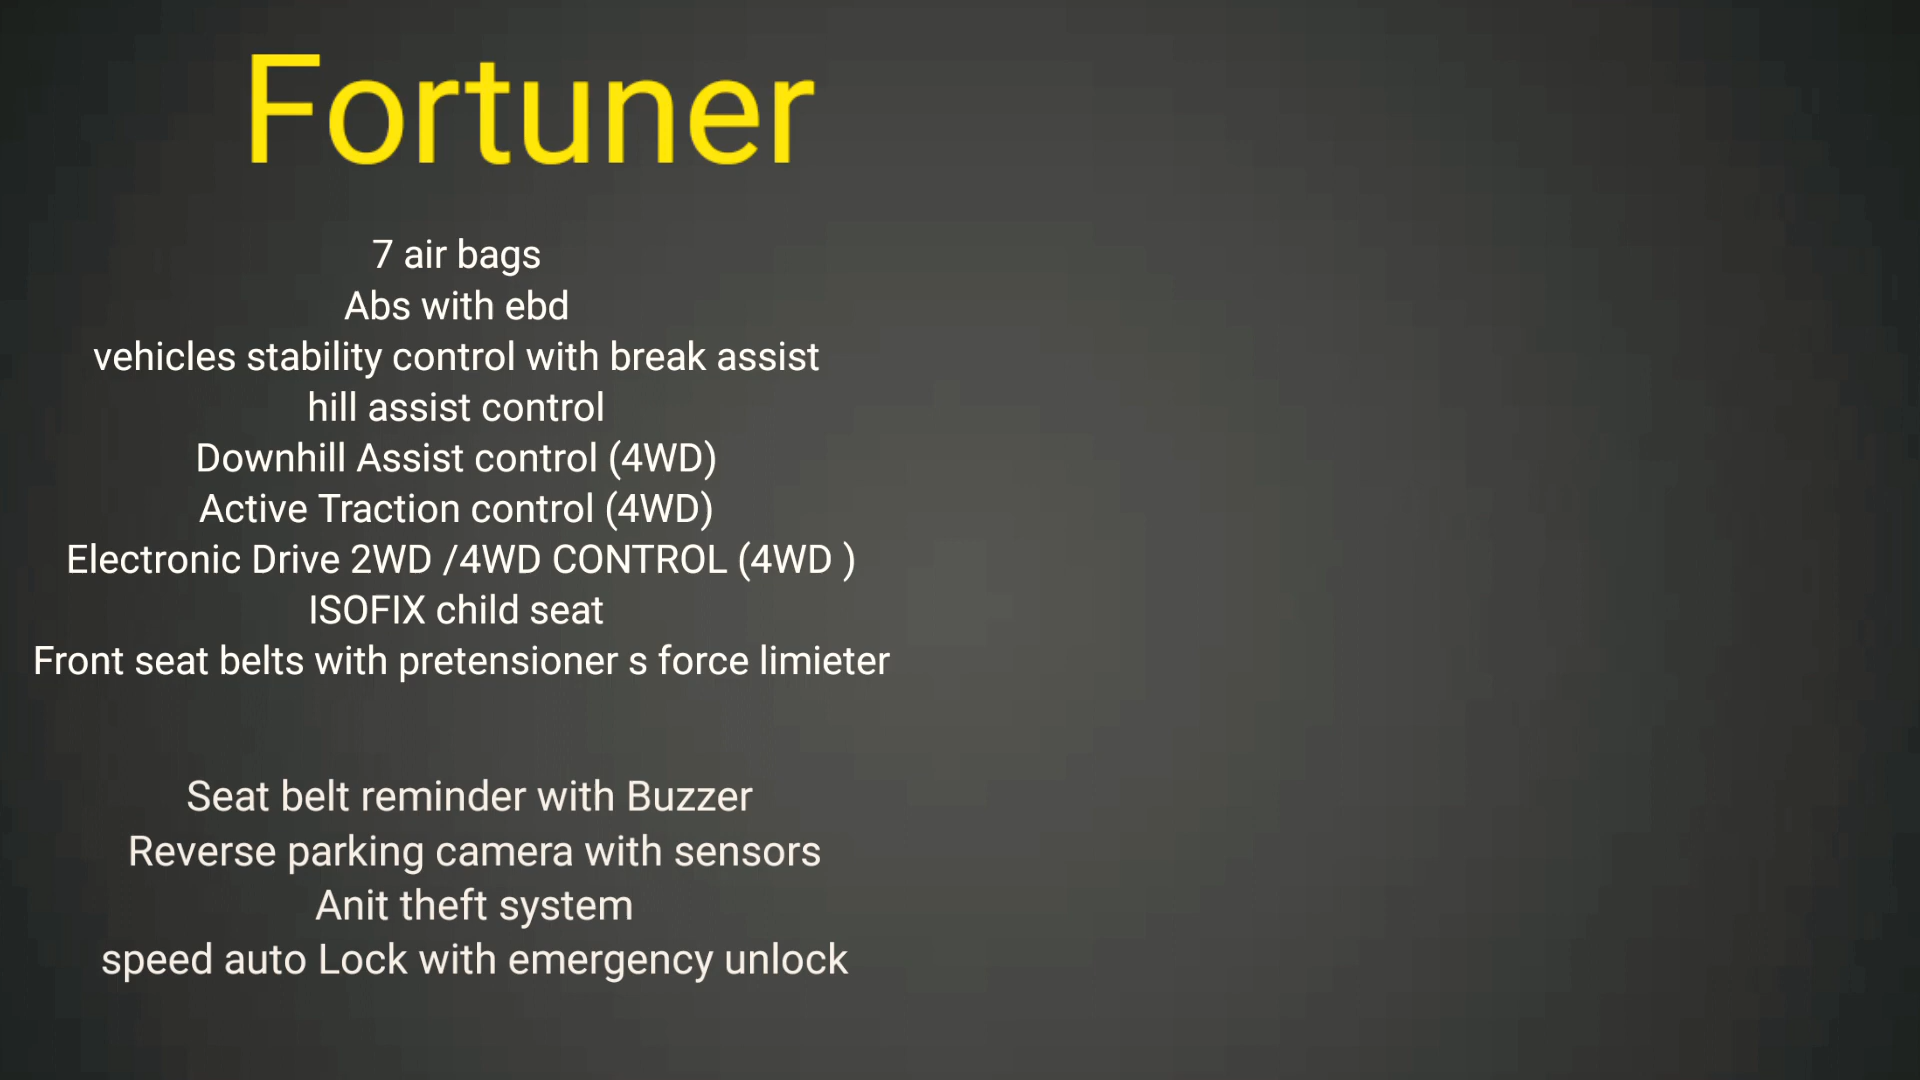 Fortuner
7 air bags
Abs with ebd
vehicles stability control with break assist
hill assist control
Downhill Assist control (4WD)
Active Traction control (4WD)
Electronic Drive 2WD /4WD CONTROL (4WD )
ISOFIX child seat
Front seat belts with pretensioner s force limieter
Seat belt reminder with Buzzer
Reverse parking camera with sensors
Anit theft system
speed auto Lock with emergency unlock